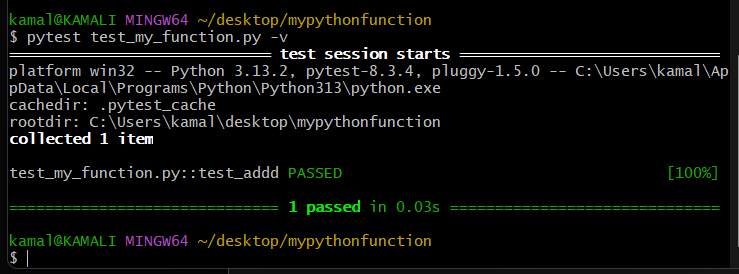 kamal@KAMALI MINGW64 ~/desktop/mypythonfunction
$ pytest test_my_function.py -v
============================= test session starts =============================
platform win32 -- Python 3.13.2, pytest-8.3.4, pluggy-1.5.0 -- C:\Users\kamal\Ap
pData\Local\Programs\Python\Python313\python.exe
cachedir: .pytest_cache
rootdir: C:\Users\kamal\desktop\mypythonfunction
collected 1 item
test_my_function.py::test_addd PASSED [100%]
============================== 1 passed in 0.03s ==============================
kamal@KAMALI MINGW64 ~/desktop/mypythonfunction
$